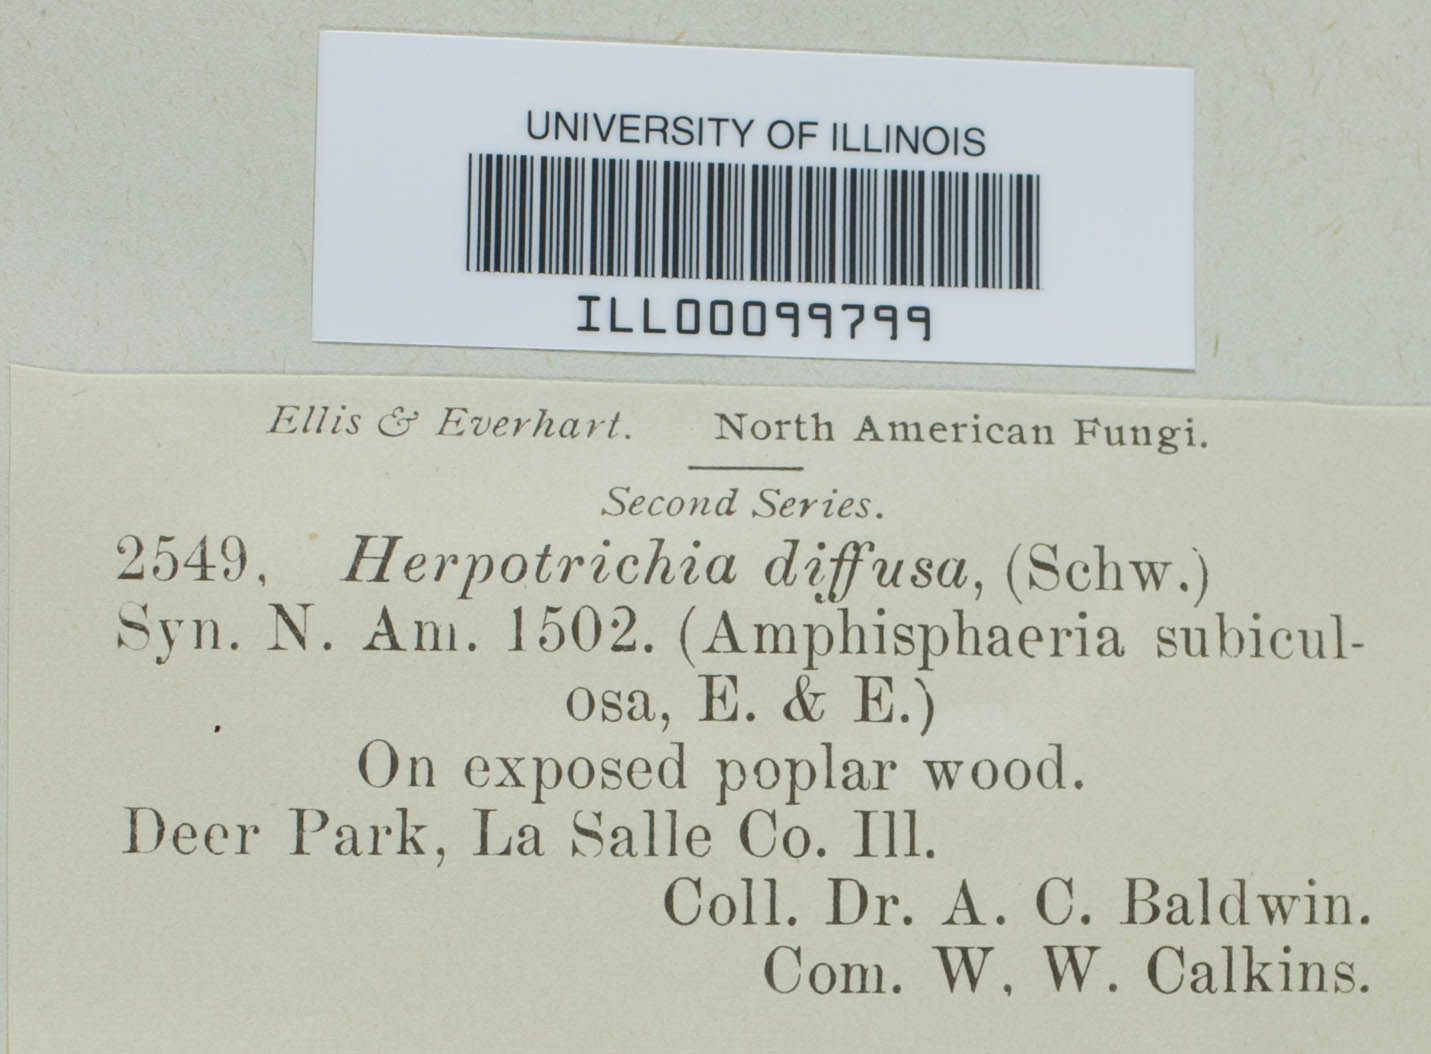 UNIVERSITY OF ILLINOIS
ILL00099799
Ellis & Everhart. North American Fungi.
Second Series.
2549, Herpotrichia diffusa, (Schw.)
Syn. N. Am. 1502. (Amphisphaeria subicul-
osa, E. & E.)
On exposed poplar wood.
Deer Park, La Salle Co. Ill.
Coll. Dr. A. C. Baldwin.
Com. W, W. Calkins.